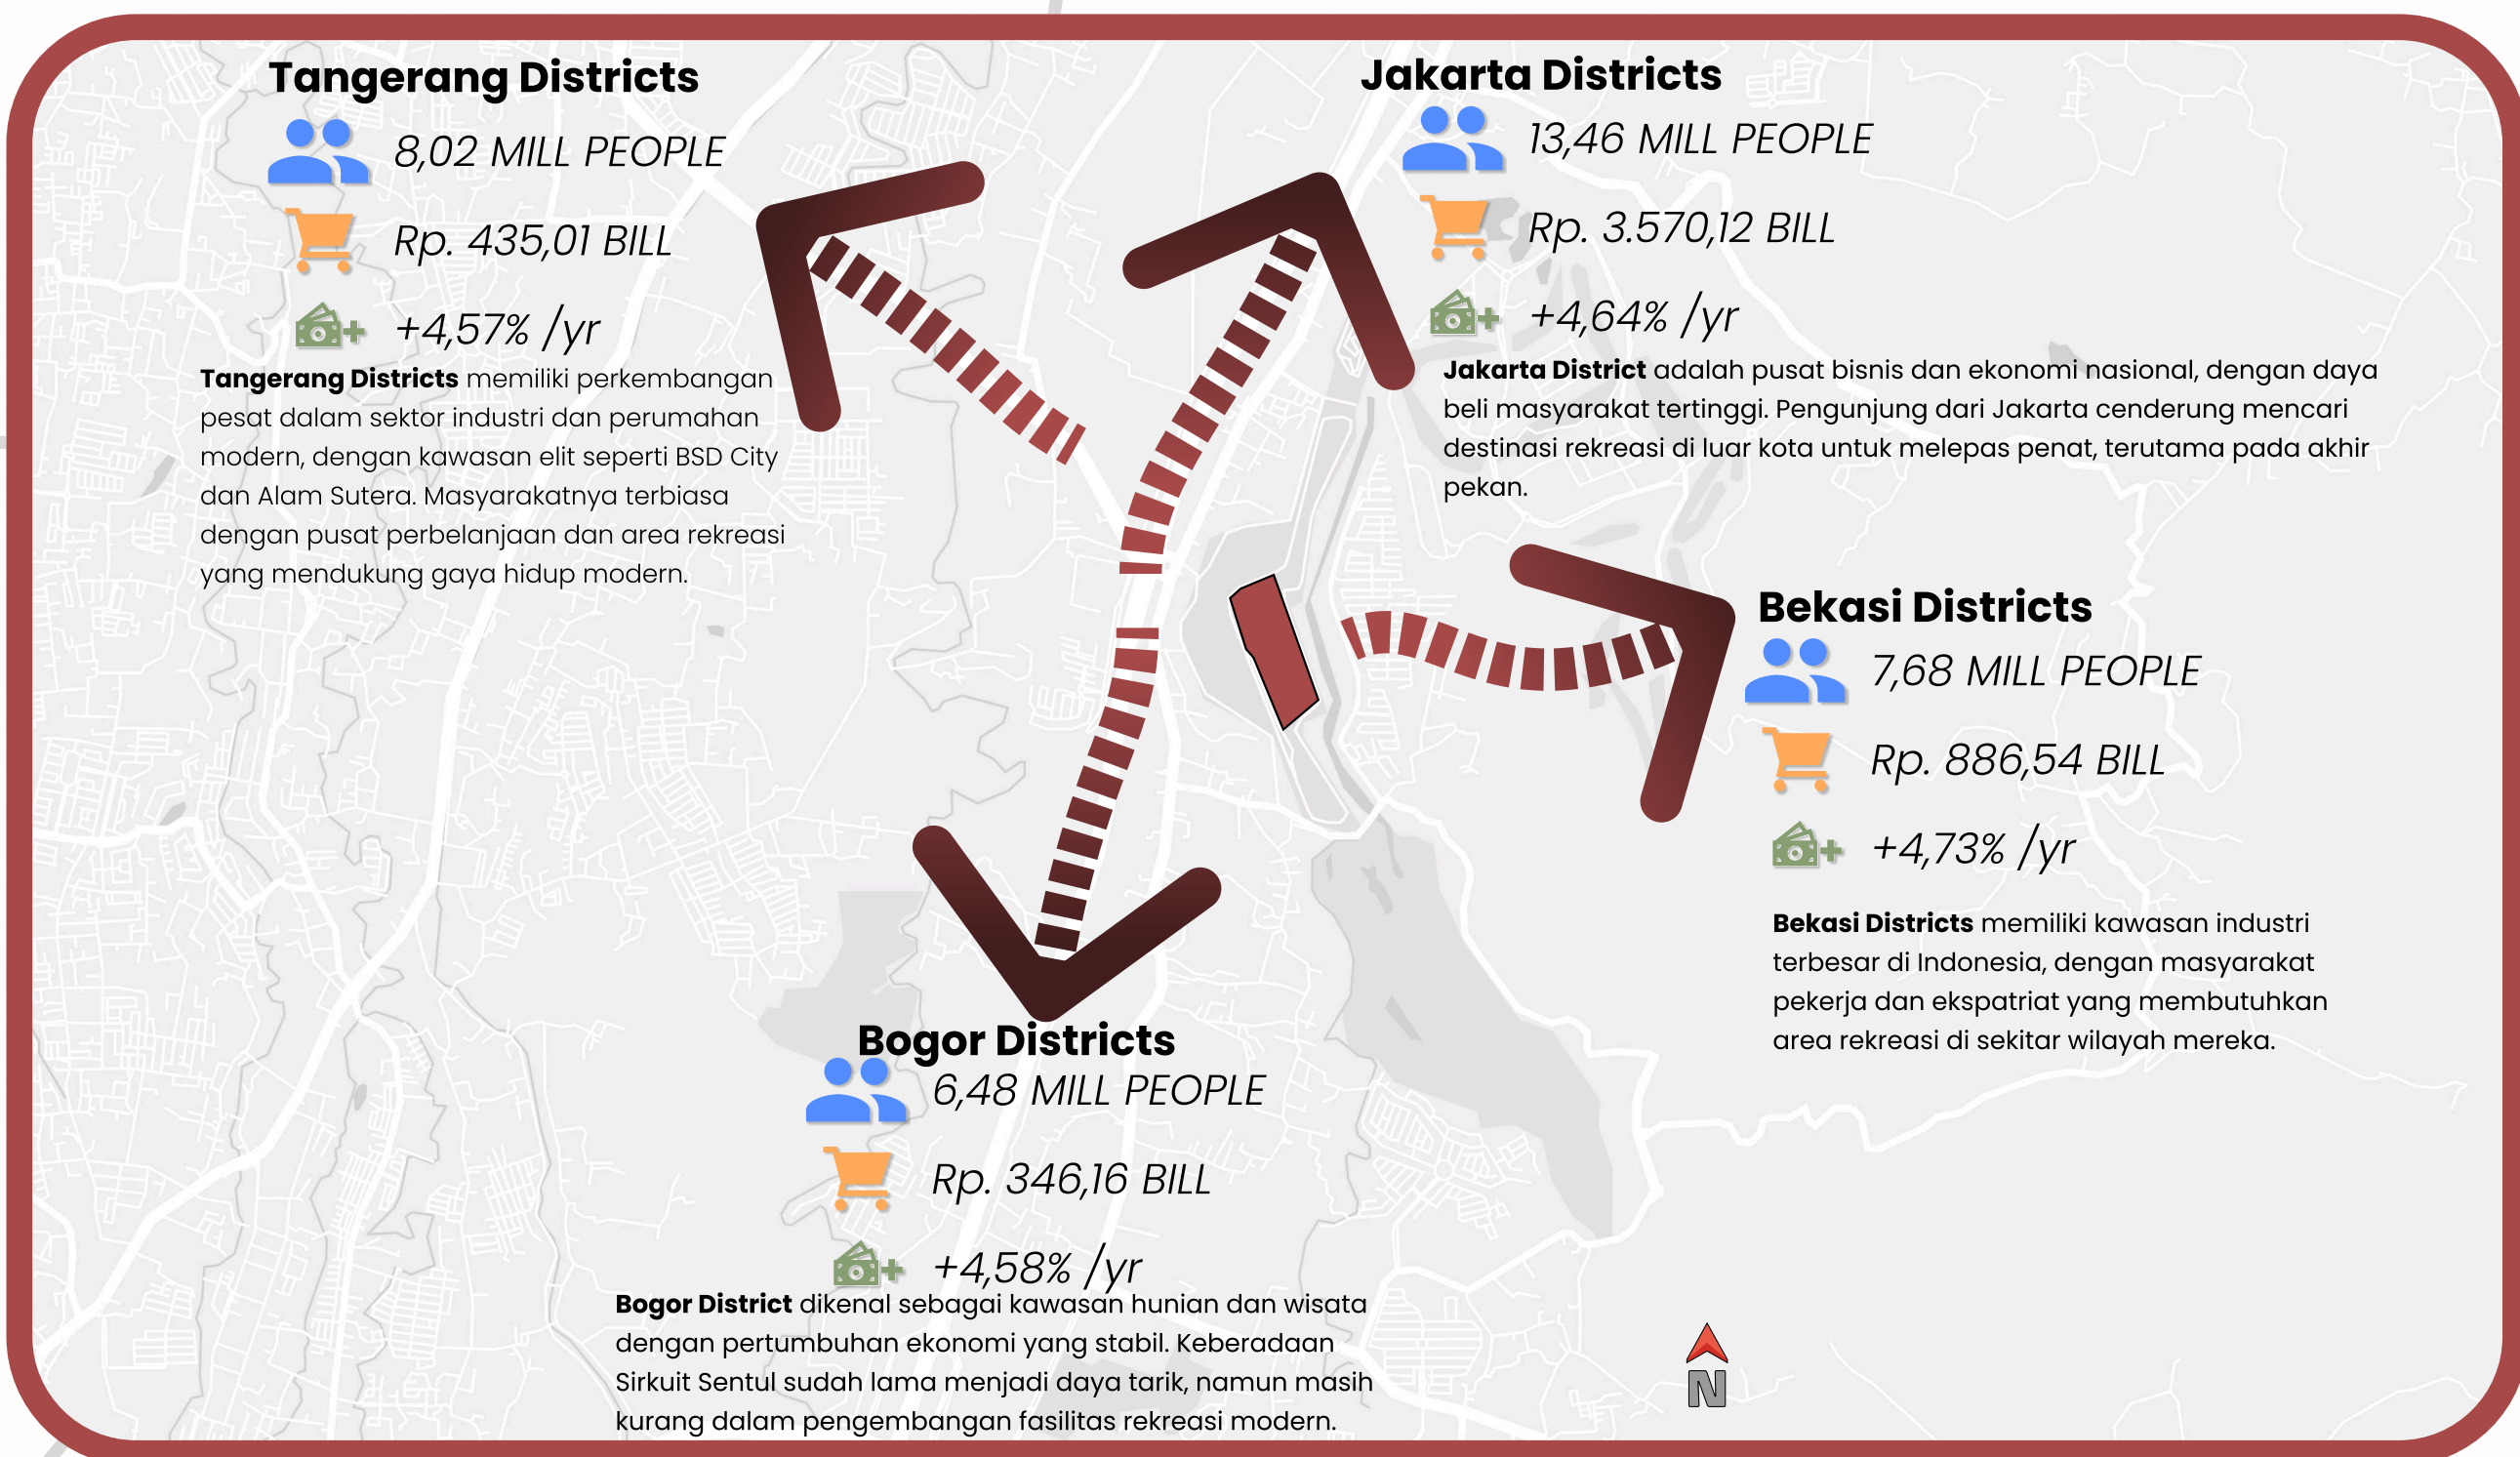 Tangerang Districts
8,02 MILL PEOPLE
Rp. 435,01 BILL
+4,57% /yr
Tangerang Districts memiliki perkembangan
pesat dalam sektor industri dan perumahan
modern, dengan kawasan elit seperti BSD City
dan Alam Sutera. Masyarakatnya terbiasa
dengan pusat perbelanjaan dan area rekreasi
yang mendukung gaya hidup modern.
Jakarta Districts
13,46 MILL PEOPLE
Rp. 3.570,12 BILL
+4,64% /yr
Jakarta District adalah pusat bisnis dan ekonomi nasional, dengan daya
beli masyarakat tertinggi. Pengunjung dari Jakarta cenderung mencari
destinasi rekreasi di luar kota untuk melepas penat, terutama pada akhir
pekan.
Bekasi Districts
7,68 MILL PEOPLE
Rp. 886,54 BILL
+4,73% /yr
Bekasi Districts memiliki kawasan industri
terbesar di Indonesia, dengan masyarakat
pekerja dan ekspatriat yang membutuhkan
area rekreasi di sekitar wilayah mereka.
Bogor Districts
6,48 MILL PEOPLE
Rp. 346,16 BILL
+4,58% /yr
Bogor District dikenal sebagai kawasan hunian dan wisata
dengan pertumbuhan ekonomi yang stabil. Keberadaan
Sirkuit Sentul sudah lama menjadi daya tarik, namun masih
kurang dalam pengembangan fasilitas rekreasi modern.
N